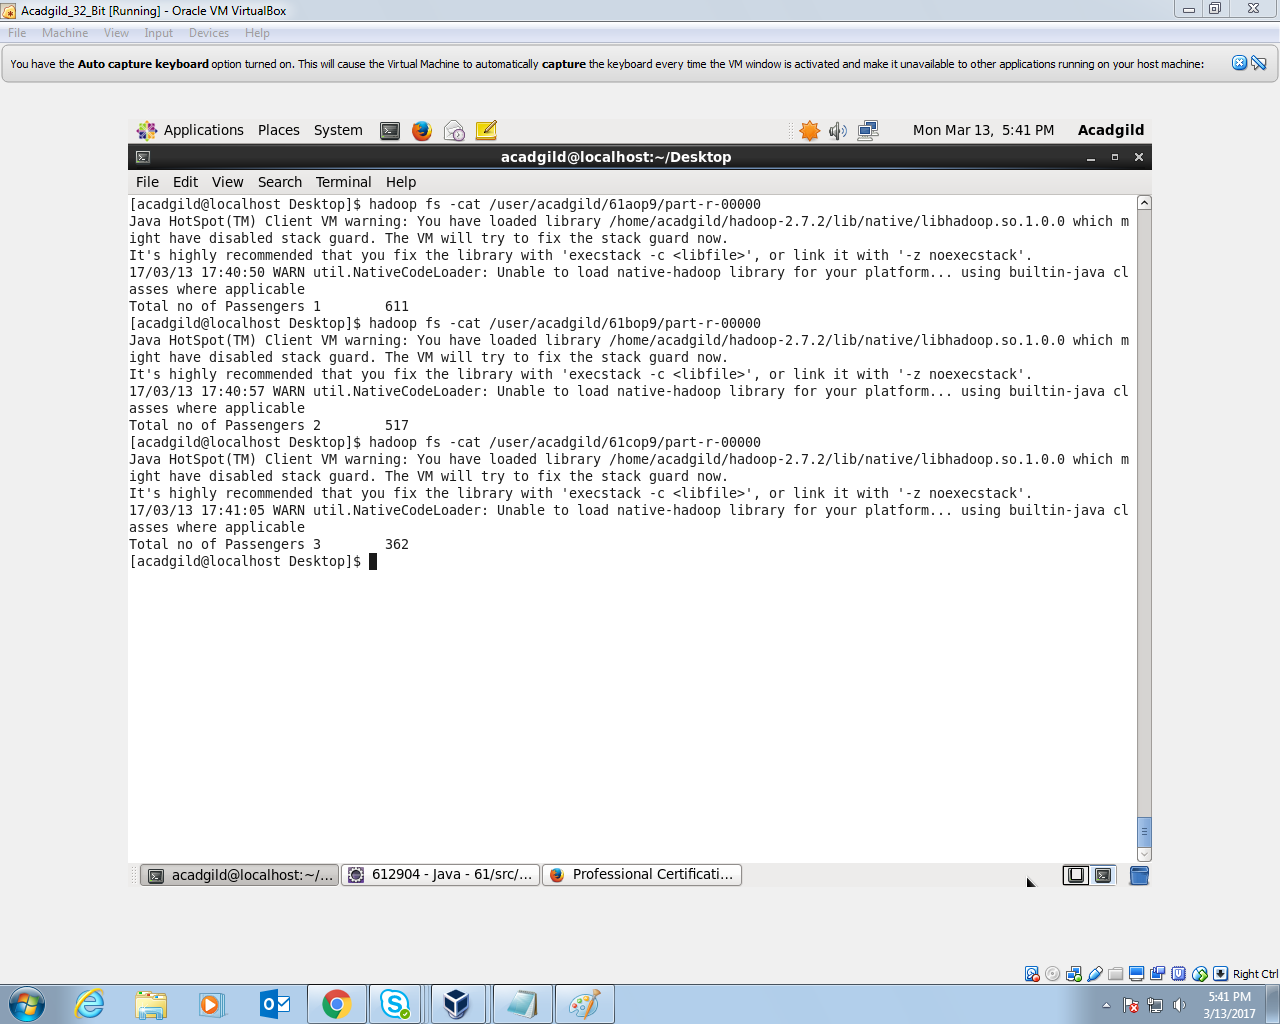 Acadgild_32_Bit [Running] - Oracle VM VirtualBox
File Machine View Input Devices Help
You have the Auto capture keyboard option turned on. This will cause the Virtual Machine to automatically capture the keyboard every time the VM window is activated and make it unavailable to other applications running on your host machine:
Applications Places System Mon Mar 13, 5:41 PM Acadgild
acadgild@localhost:~/Desktop
File Edit View Search Terminal Help
[acadgild@localhost Desktop]$ hadoop fs -cat /user/acadgild/61aop9/part-r-00000
Java HotSpot(TM) Client VM warning: You have loaded library /home/acadgild/hadoop-2.7.2/lib/native/libhadoop.so.1.0.0 which m
ight have disabled stack guard. The VM will try to fix the stack guard now.
It's highly recommended that you fix the library with 'execstack -c <libfile>', or link it with '-z noexecstack'.
17/03/13 17:40:50 WARN util.NativeCodeLoader: Unable to load native-hadoop library for your platform... using builtin-java cl
asses where applicable
Total no of Passengers 1 611
[acadgild@localhost Desktop]$ hadoop fs -cat /user/acadgild/61bop9/part-r-00000
Java HotSpot(TM) Client VM warning: You have loaded library /home/acadgild/hadoop-2.7.2/lib/native/libhadoop.so.1.0.0 which m
ight have disabled stack guard. The VM will try to fix the stack guard now.
It's highly recommended that you fix the library with 'execstack -c <libfile>', or link it with '-z noexecstack'.
17/03/13 17:40:57 WARN util.NativeCodeLoader: Unable to load native-hadoop library for your platform... using builtin-java cl
asses where applicable
Total no of Passengers 2 517
[acadgild@localhost Desktop]$ hadoop fs -cat /user/acadgild/61cop9/part-r-00000
Java HotSpot(TM) Client VM warning: You have loaded library /home/acadgild/hadoop-2.7.2/lib/native/libhadoop.so.1.0.0 which m
ight have disabled stack guard. The VM will try to fix the stack guard now.
It's highly recommended that you fix the library with 'execstack -c <libfile>', or link it with '-z noexecstack'.
17/03/13 17:41:05 WARN util.NativeCodeLoader: Unable to load native-hadoop library for your platform... using builtin-java cl
asses where applicable
Total no of Passengers 3 362
[acadgild@localhost Desktop]$
acadgild@localhost:~/... 612904 - Java - 61/src/... Professional Certificati...
Right Ctrl
5:41 PM
3/13/2017